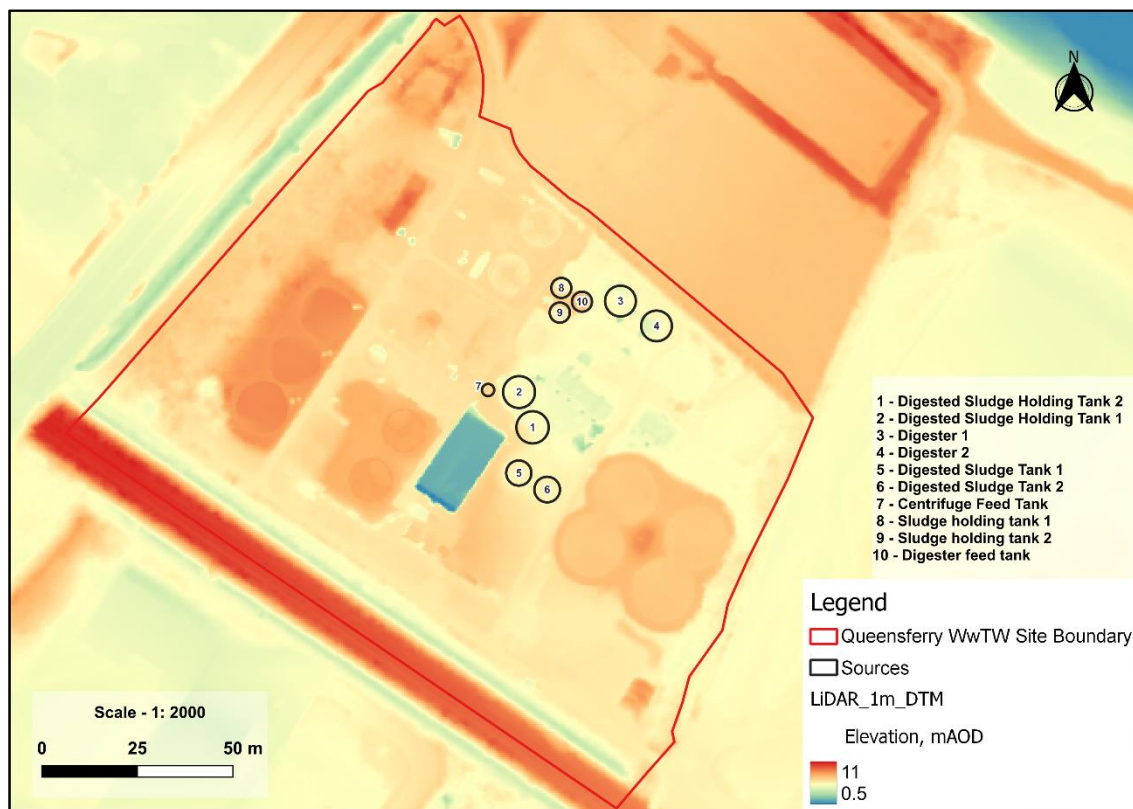 N
8
10
3
9
4
7
2
1
5
6
1 - Digested Sludge Holding Tank 2
2 - Digested Sludge Holding Tank 1
3 - Digester 1
4 - Digester 2
5 - Digested Sludge Tank 1
6 - Digested Sludge Tank 2
7 - Centrifuge Feed Tank
8 - Sludge holding tank 1
9 - Sludge holding tank 2
10 - Digester feed tank
Legend
Queensferry WwTW Site Boundary
Sources
LiDAR_1m_DTM
Elevation, mAOD
11
0.5
Scale - 1: 2000
0 25 50 m